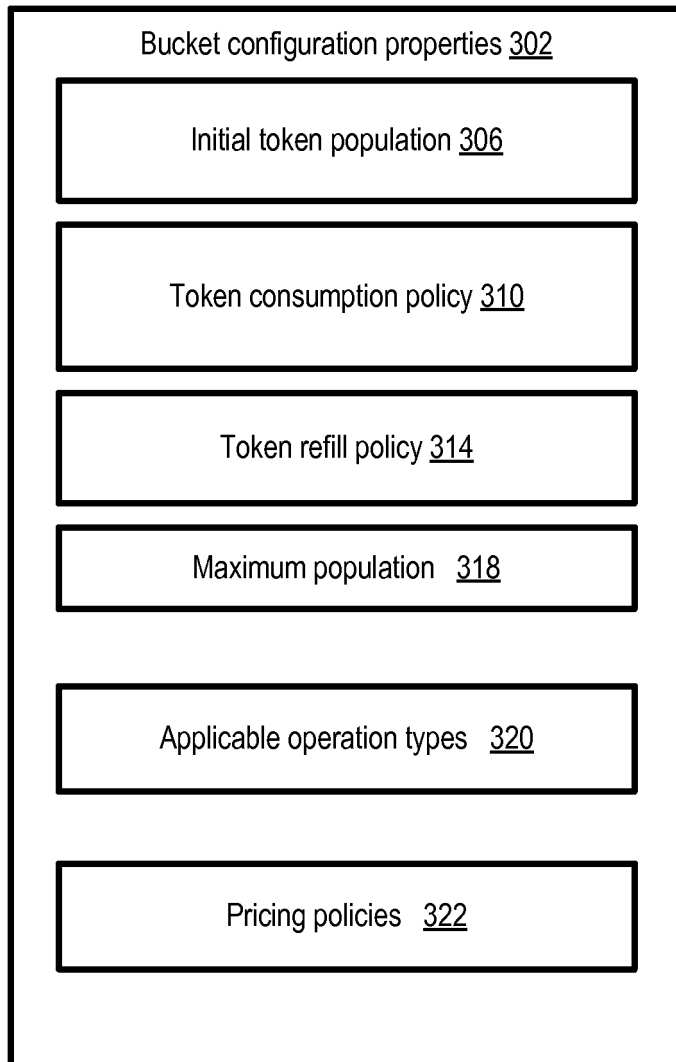 Bucket configuration properties 302
Initial token population 306
Token consumption policy 310
Token refill policy 314
Maximum population 318
Applicable operation types 320
Pricing policies 322